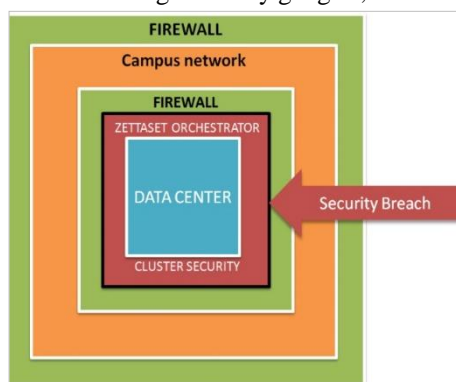 FIREWALL
Campus network
FIREWALL
ZETTASET ORCHESTRATOR
DATA CENTER
Security Breach
CLUSTER SECURITY